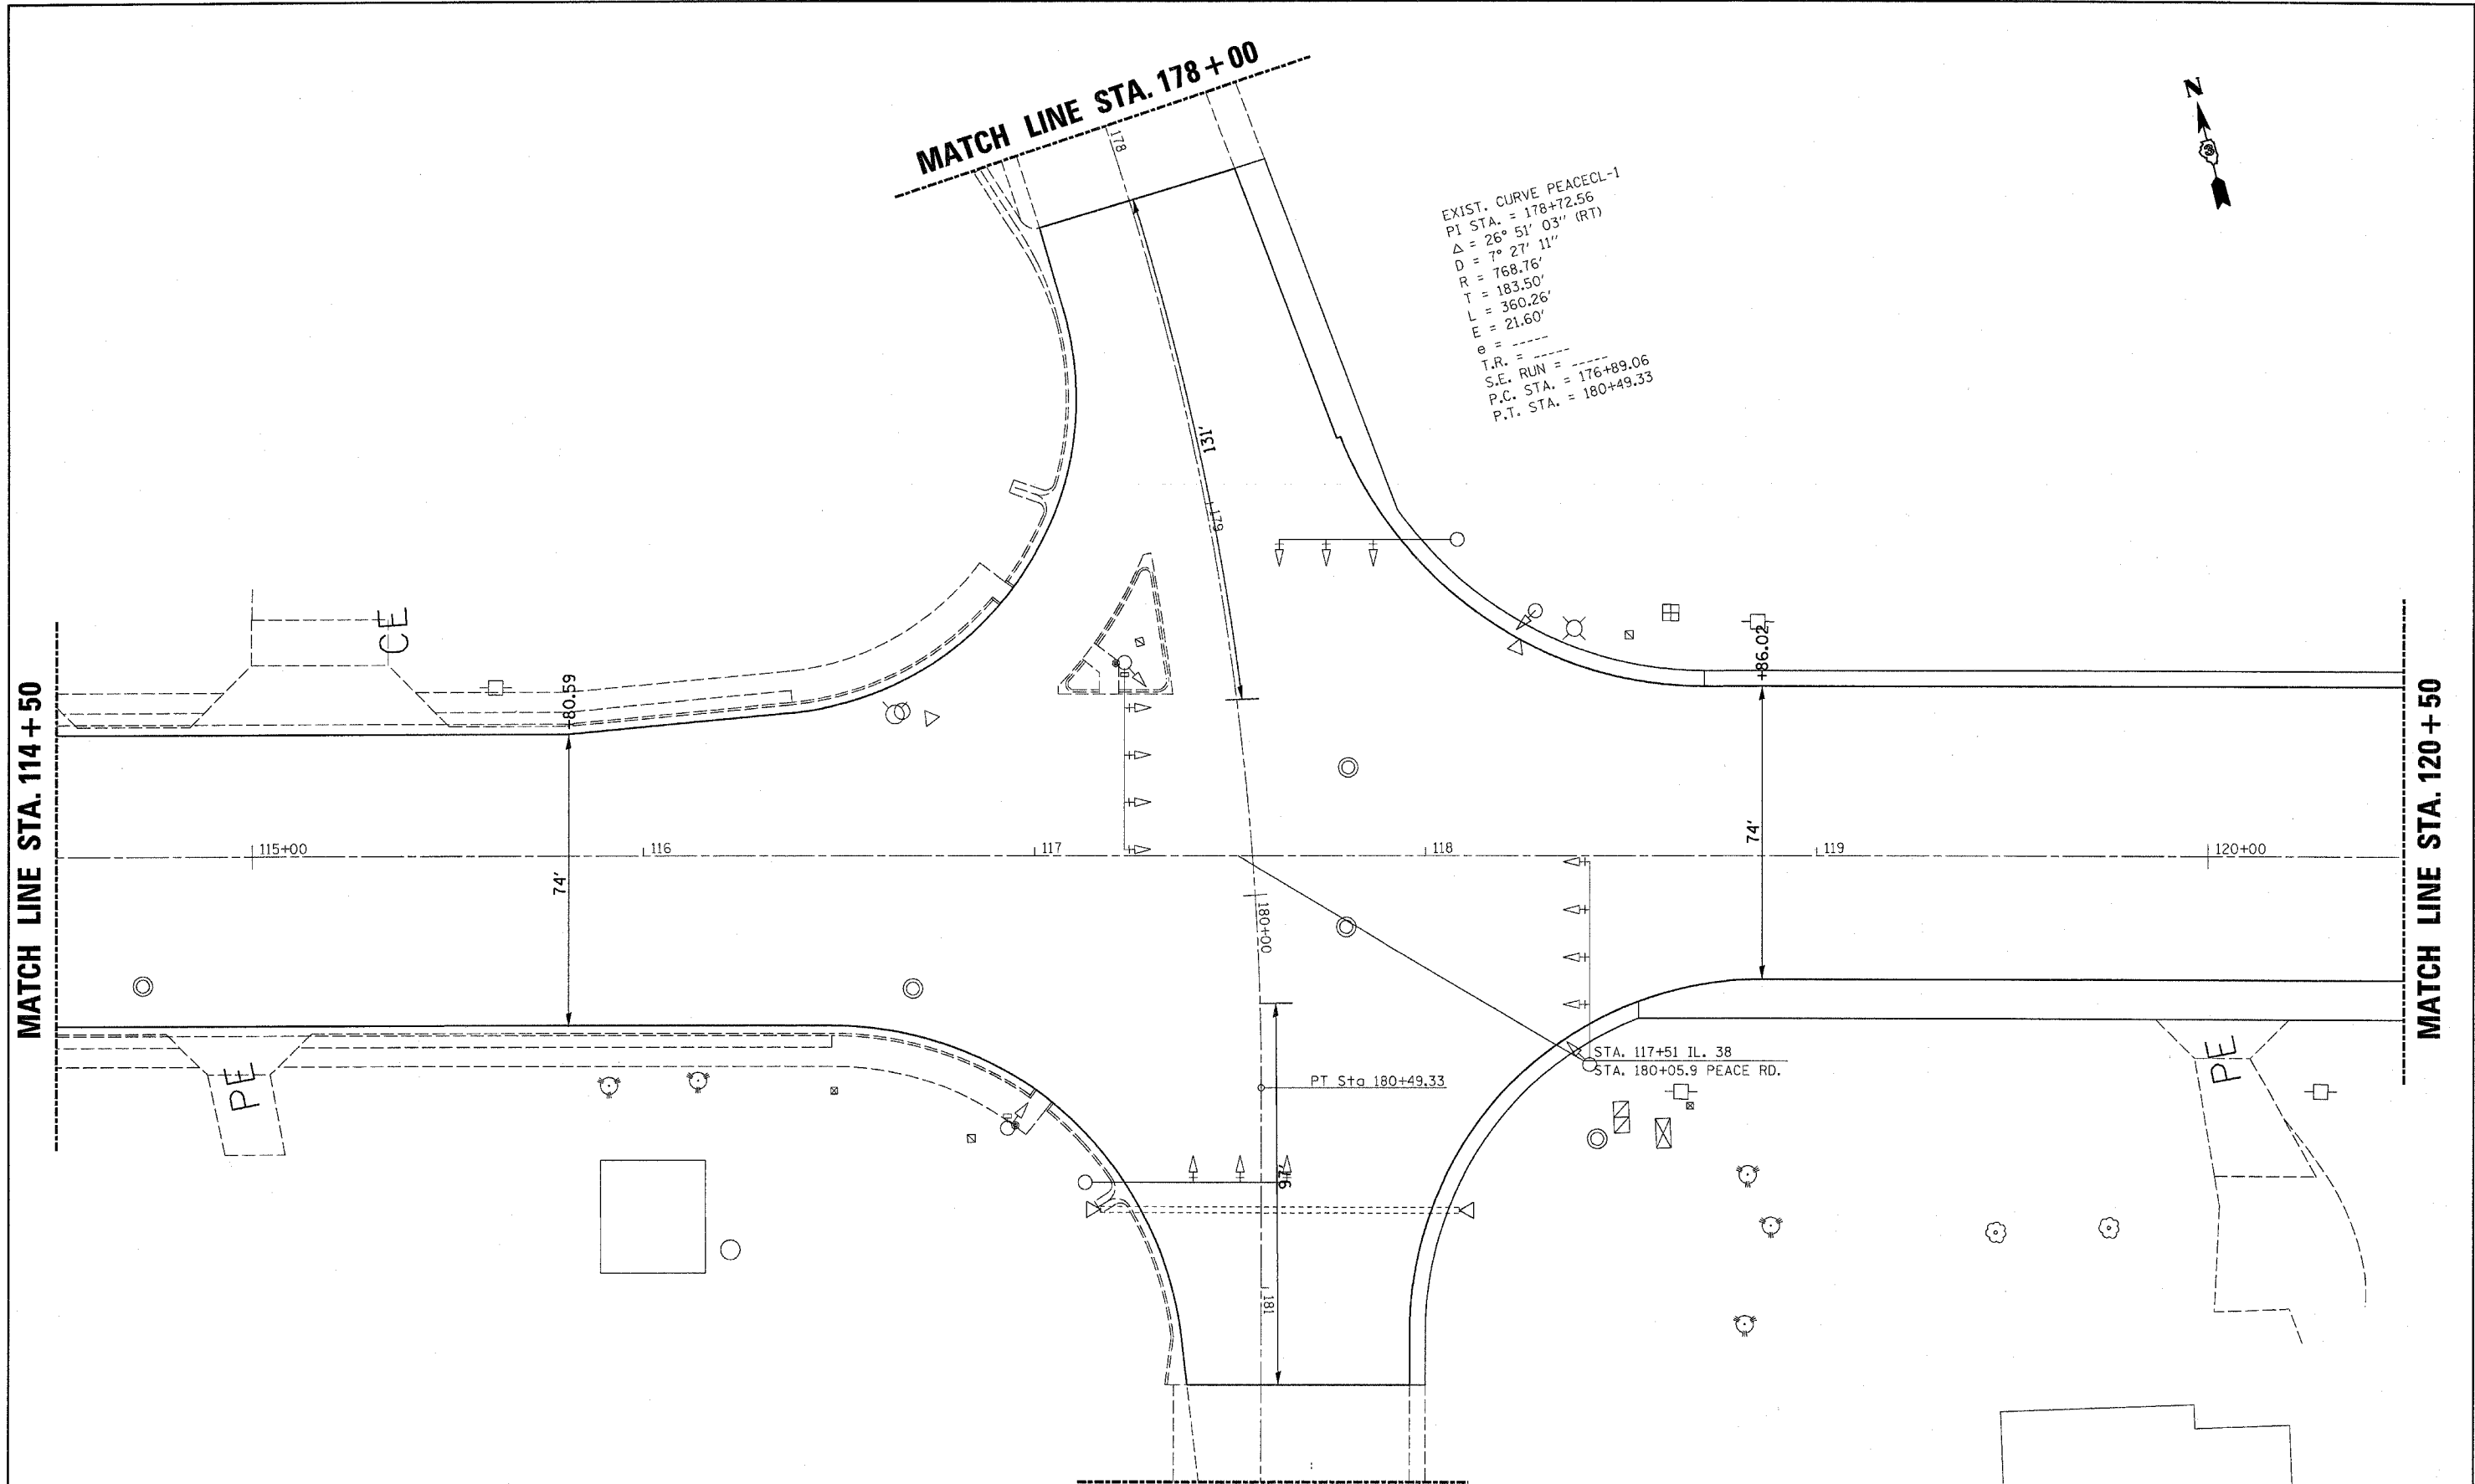 MATCH LINE STA. 178+00
N
178
EXIST. CURVE PEACECL-1
PI STA. = 178+72.56
Δ = 26° 51' 03" (RT)
D = 7° 27' 11"
R = 768.76'
T = 183.50'
L = 360.26'
E = 21.60'
e = -----
T.R. = -----
S.E. RUN = -----
P.C. STA. = 176+89.06
P.T. STA. = 180+49.33
131'
179
CE
+80.59
+86.02
MATCH LINE STA. 114+50
MATCH LINE STA. 120+50
115+00
116
117
118
119
120+00
74'
74'
180+00
STA. 117+51 IL. 38
STA. 180+05.9 PEACE RD.
PT Sta 180+49.33
PE
PE
97'
181